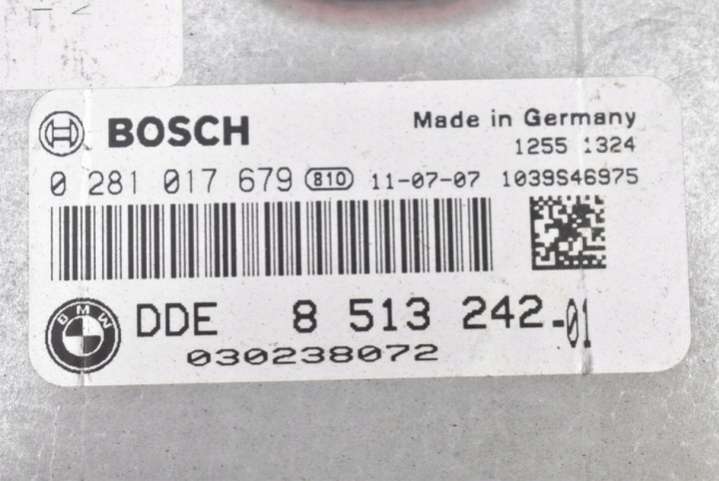 BOSCH
Made in Germany
1255 1324
0 281 017 679 810 11-07-07 1039S46975
BMW
DDE 8 513 242-01
030238072